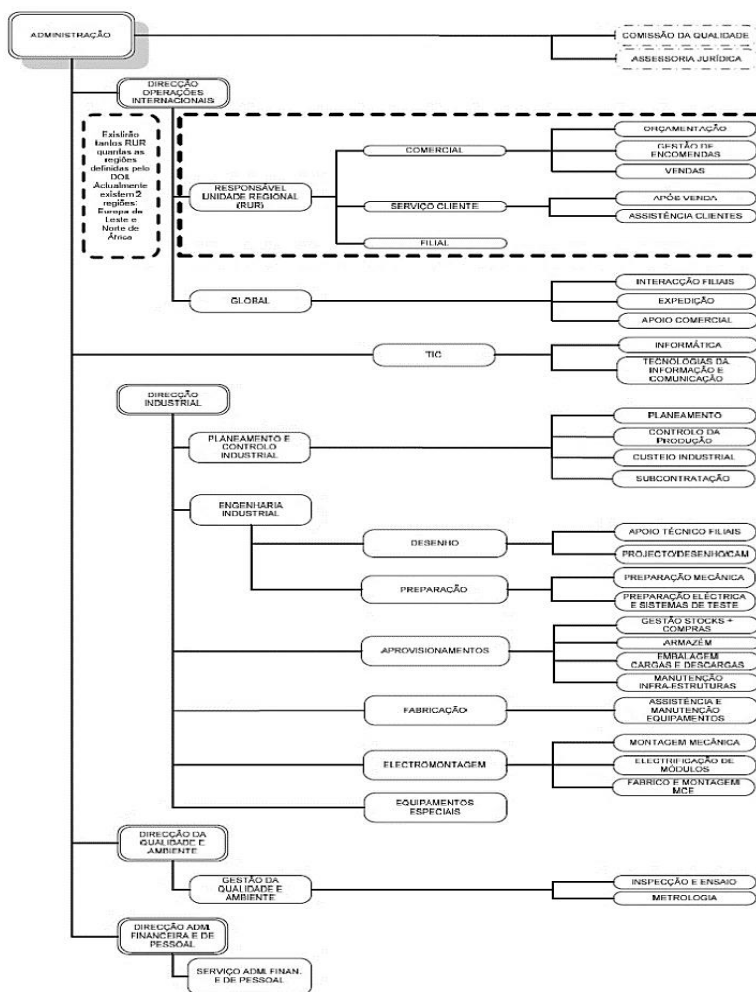 ADMINISTRAÇÃO
COMISSÃO DA QUALIDADE
ASSESSORIA JURÍDICA
DIRECÇÃO
OPERAÇÕES
INTERNACIONAIS
Existirão
tantos RUR
quantas as
regiões
definidas pelo
DOI.
Actualmente
existem 2
regiões:
Europa de
Leste e
Norte de
África
RESPONSÁVEL
UNIDADE REGIONAL
(RUR)
COMERCIAL
ORÇAMENTAÇÃO
GESTÃO DE
ENCOMENDAS
VENDAS
SERVIÇO CLIENTE
APÓS VENDA
ASSISTÊNCIA CLIENTES
FILIAL
GLOBAL
INTERACÇÃO FILIAIS
EXPEDIÇÃO
APOIO COMERCIAL
TIC
INFORMÁTICA
TECNOLOGIAS DA
INFORMAÇÃO E
COMUNICAÇÃO
DIRECÇÃO
INDUSTRIAL
PLANEAMENTO E
CONTROLO
INDUSTRIAL
PLANEAMENTO
CONTROLO DA
PRODUÇÃO
CUSTEIO INDUSTRIAL
SUBCONTRATAÇÃO
ENGENHARIA
INDUSTRIAL
DESENHO
APOIO TÉCNICO FILIAIS
PROJECTO/DESENHO/CAM
PREPARAÇÃO
PREPARAÇÃO MECÂNICA
PREPARAÇÃO ELÉCTRICA
E SISTEMAS DE TESTE
APROVISIONAMENTOS
GESTÃO STOCKS +
COMPRAS
ARMAZÉM
EMBALAGEM
CARGAS E DESCARGAS
MANUTENÇÃO
INFRA-ESTRUTURAS
FABRICAÇÃO
ASSISTÊNCIA E
MANUTENÇÃO
EQUIPAMENTOS
ELECTROMONTAGEM
MONTAGEM MECÂNICA
ELECTRIFICAÇÃO DE
MÓDULOS
FABRICO E MONTAGEM
MCE
EQUIPAMENTOS
ESPECIAIS
DIRECÇÃO DA
QUALIDADE E
AMBIENTE
GESTÃO DA
QUALIDADE E
AMBIENTE
INSPECÇÃO E ENSAIO
METROLOGIA
DIRECÇÃO ADM.
FINANCEIRA E DE
PESSOAL
SERVIÇO ADM. FINAN.
E DE PESSOAL